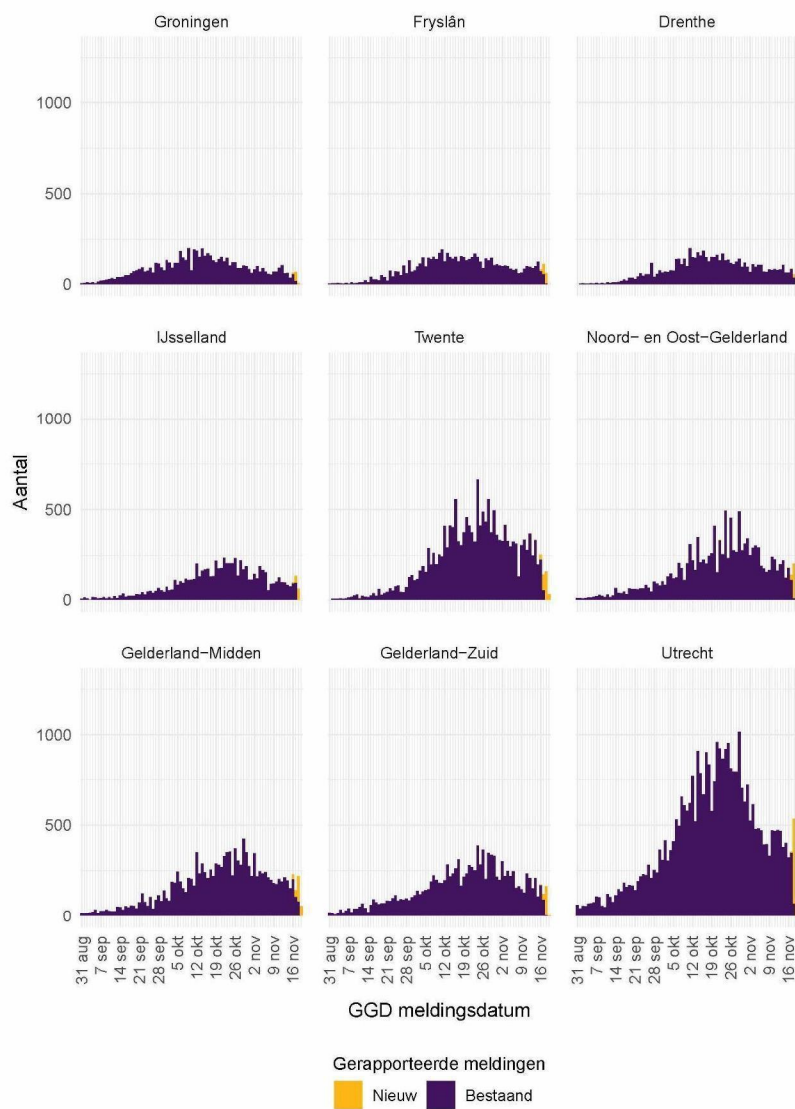 Groningen
Fryslân
Drenthe
1000
500
0
IJsselland
Twente
Noord− en Oost−Gelderland
1000
500
0
Aantal
Gelderland−Midden
Gelderland−Zuid
Utrecht
1000
500
0
31 aug
7 sep
14 sep
21 sep
28 sep
5 okt
12 okt
19 okt
26 okt
2 nov
9 nov
16 nov
31 aug
7 sep
14 sep
21 sep
28 sep
5 okt
12 okt
19 okt
26 okt
2 nov
9 nov
16 nov
31 aug
7 sep
14 sep
21 sep
28 sep
5 okt
12 okt
19 okt
26 okt
2 nov
9 nov
16 nov
GGD meldingsdatum
Gerapporteerde meldingen
Nieuw
Bestaand